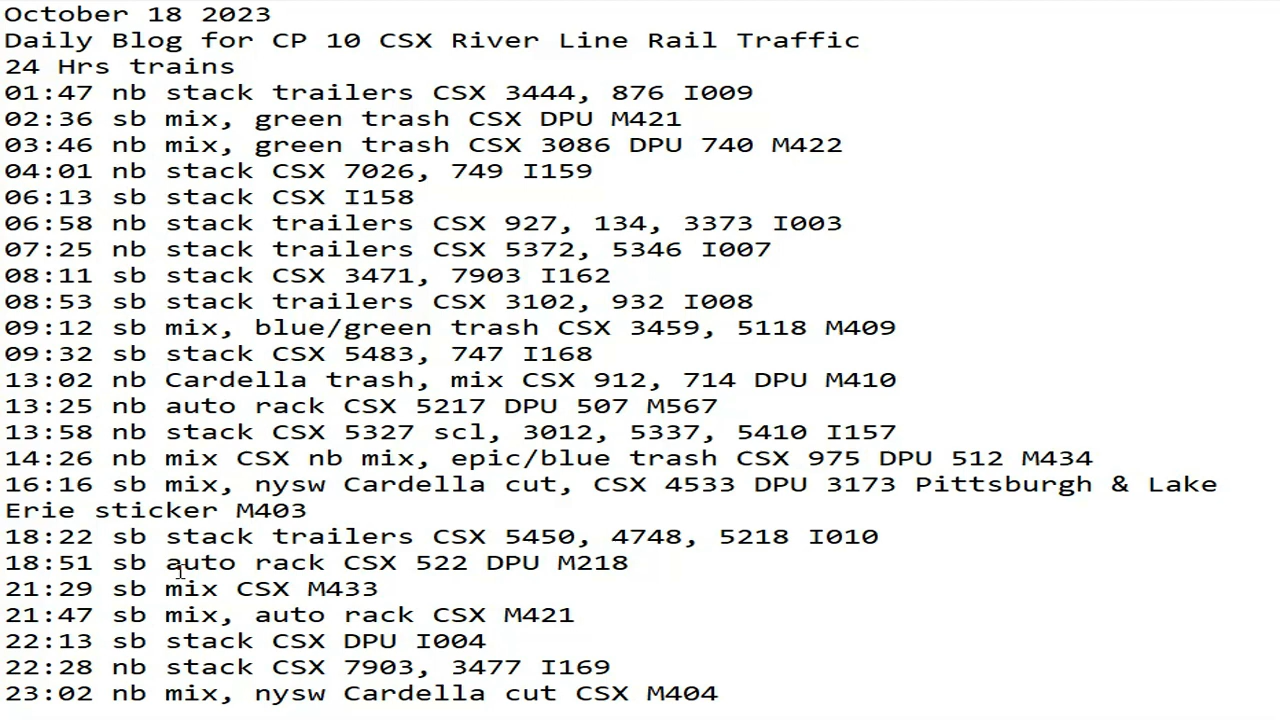 October 18 2023
Daily Blog for CP 10 CSX River Line Rail Traffic
24 Hrs trains
01:47 nb stack trailers CSX 3444, 876 I009
02:36 sb mix, green trash CSX DPU M421
03:46 nb mix, green trash CSX 3086 DPU 740 M422
04:01 nb stack CSX 7026, 749 I159
06:13 sb stack CSX I158
06:58 nb stack trailers CSX 927, 134, 3373 I003
07:25 nb stack trailers CSX 5372, 5346 I007
08:11 sb stack CSX 3471, 7903 I162
08:53 sb stack trailers CSX 3102, 932 I008
09:12 sb mix, blue/green trash CSX 3459, 5118 M409
09:32 sb stack CSX 5483, 747 I168
13:02 nb Cardella trash, mix CSX 912, 714 DPU M410
13:25 nb auto rack CSX 5217 DPU 507 M567
13:58 nb stack CSX 5327 scl, 3012, 5337, 5410 I157
14:26 nb mix CSX nb mix, epic/blue trash CSX 975 DPU 512 M434
16:16 sb mix, nysw Cardella cut, CSX 4533 DPU 3173 Pittsburgh & Lake
Erie sticker M403
18:22 sb stack trailers CSX 5450, 4748, 5218 I010
18:51 sb auto rack CSX 522 DPU M218
21:29 sb mix CSX M433
21:47 sb mix, auto rack CSX M421
22:13 sb stack CSX DPU I004
22:28 nb stack CSX 7903, 3477 I169
23:02 nb mix, nysw Cardella cut CSX M404